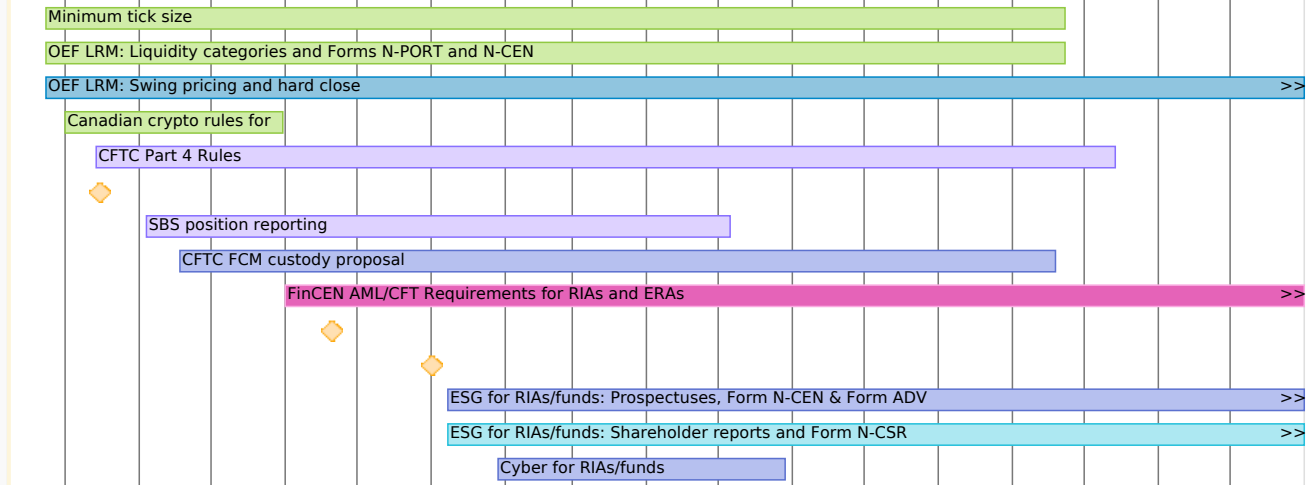 Minimum tick size
OEF LRM: Liquidity categories and Forms N-PORT and N-CEN
OEF LRM: Swing pricing and hard close >>
Canadian crypto rules for
CFTC Part 4 Rules
SBS position reporting
CFTC FCM custody proposal
FinCEN AML/CFT Requirements for RIAs and ERAs >>
ESG for RIAs/funds: Prospectuses, Form N-CEN & Form ADV >>
ESG for RIAs/funds: Shareholder reports and Form N-CSR >>
Cyber for RIAs/funds